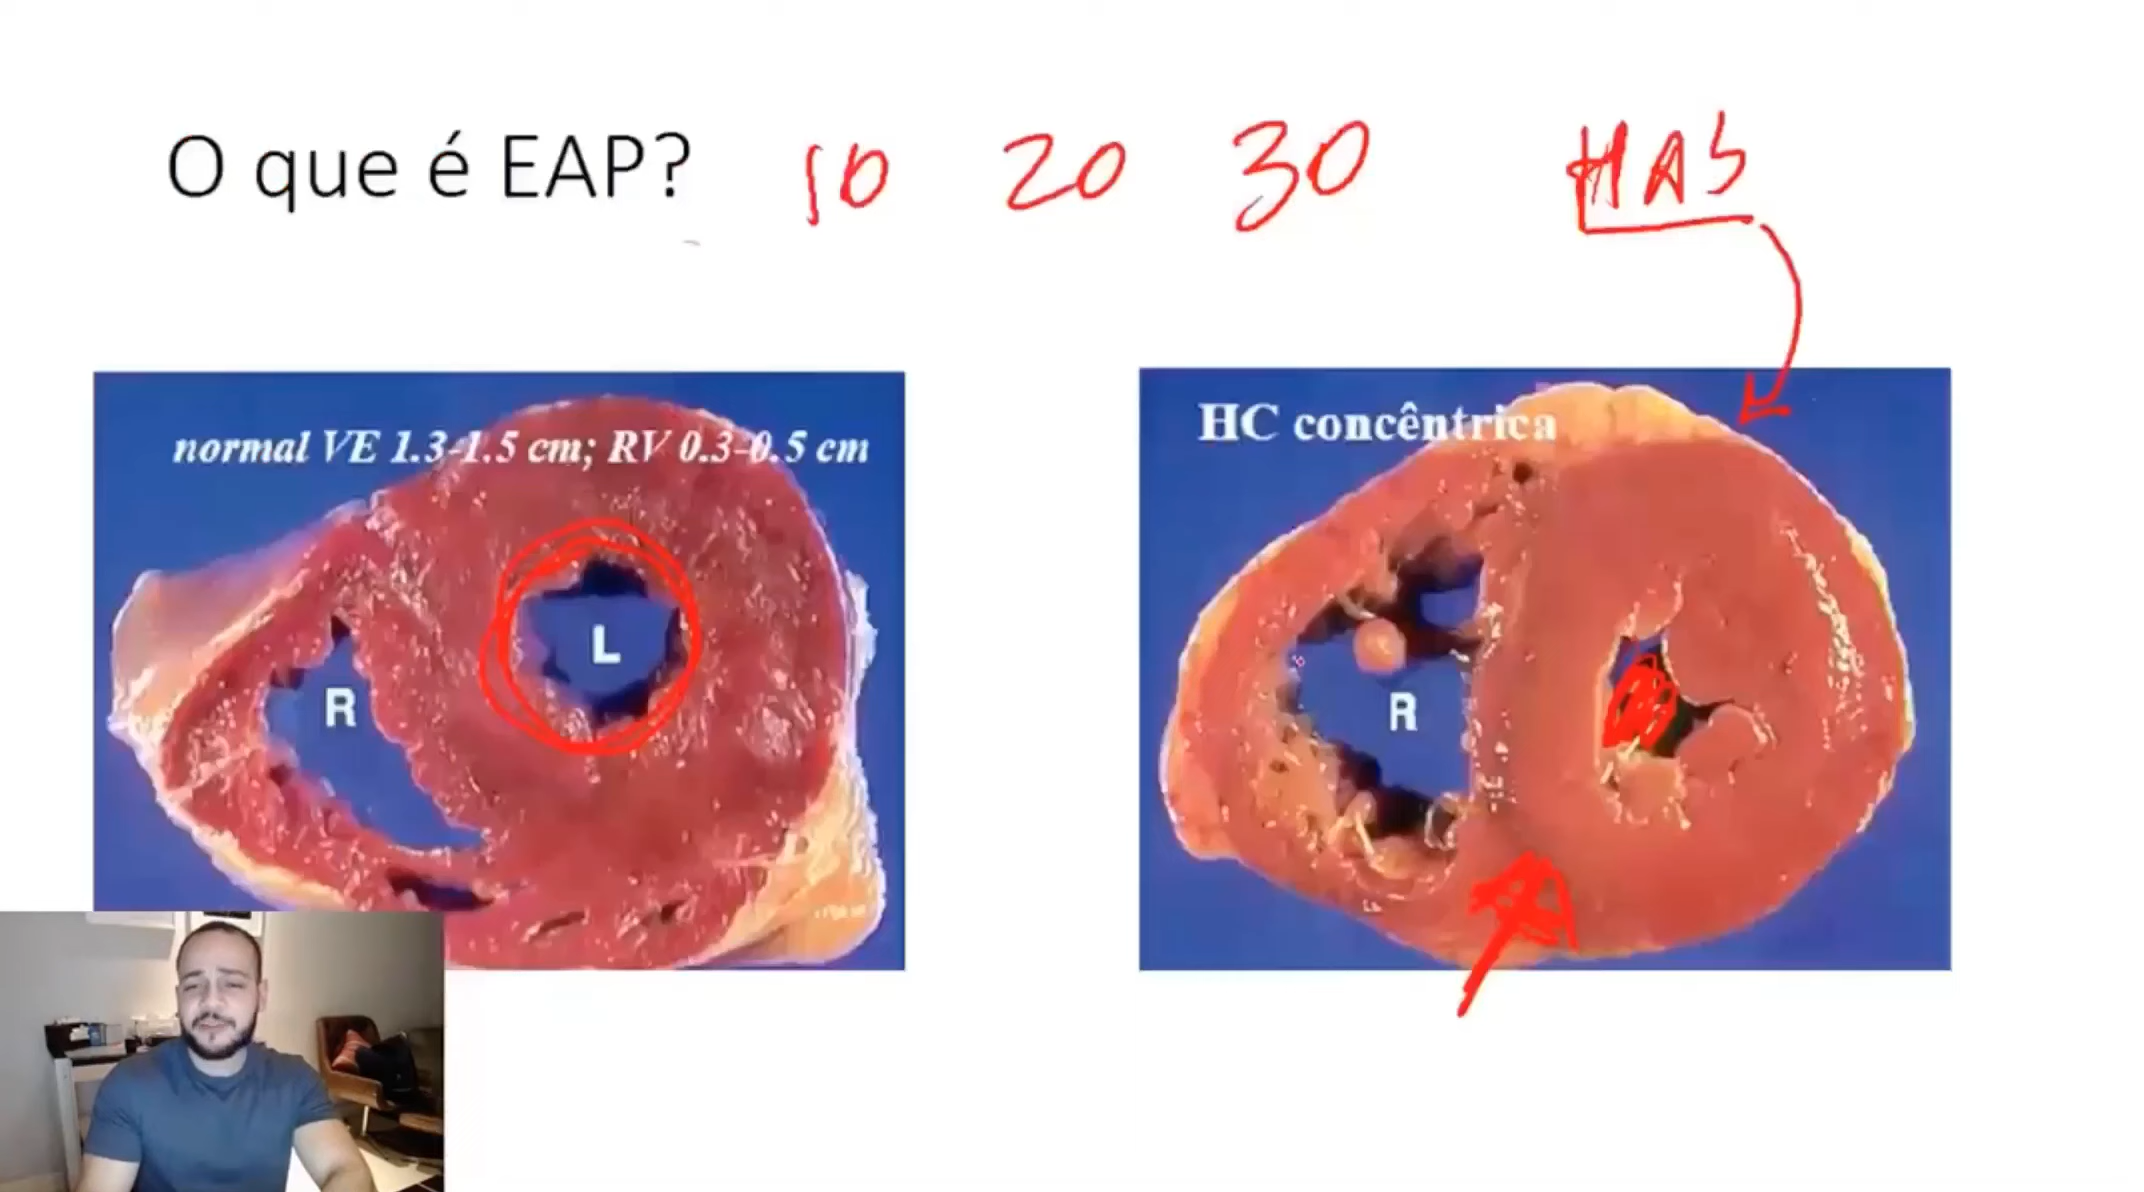 O que é EAP? 10 20 30 HAS
normal VE 1.3-1.5 cm; RV 0.3-0.5 cm
L
R
HC concêntrica
R